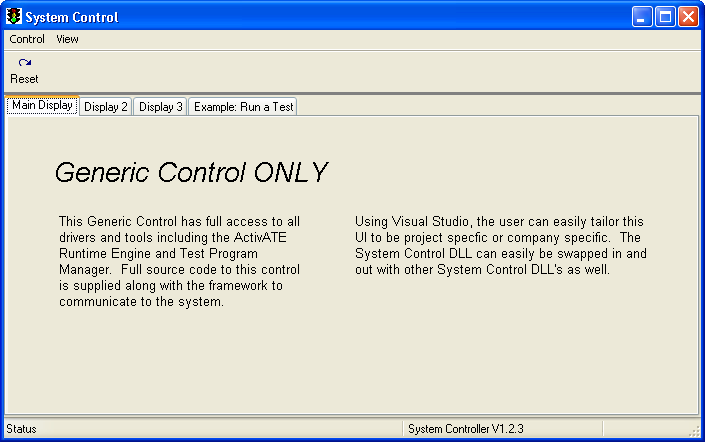 System Control
Control View
Reset
Main Display Display 2 Display 3 Example: Run a Test
Generic Control ONLY
This Generic Control has full access to all
drivers and tools including the ActivATE
Runtime Engine and Test Program
Manager.  Full source code to this control
is supplied along with the framework to
communicate to the system.
Using Visual Studio, the user can easily tailor this
UI to be project specfic or company specific.  The
System Control DLL can easily be swapped in and
out with other System Control DLL's as well.
Status System Controller V1.2.3